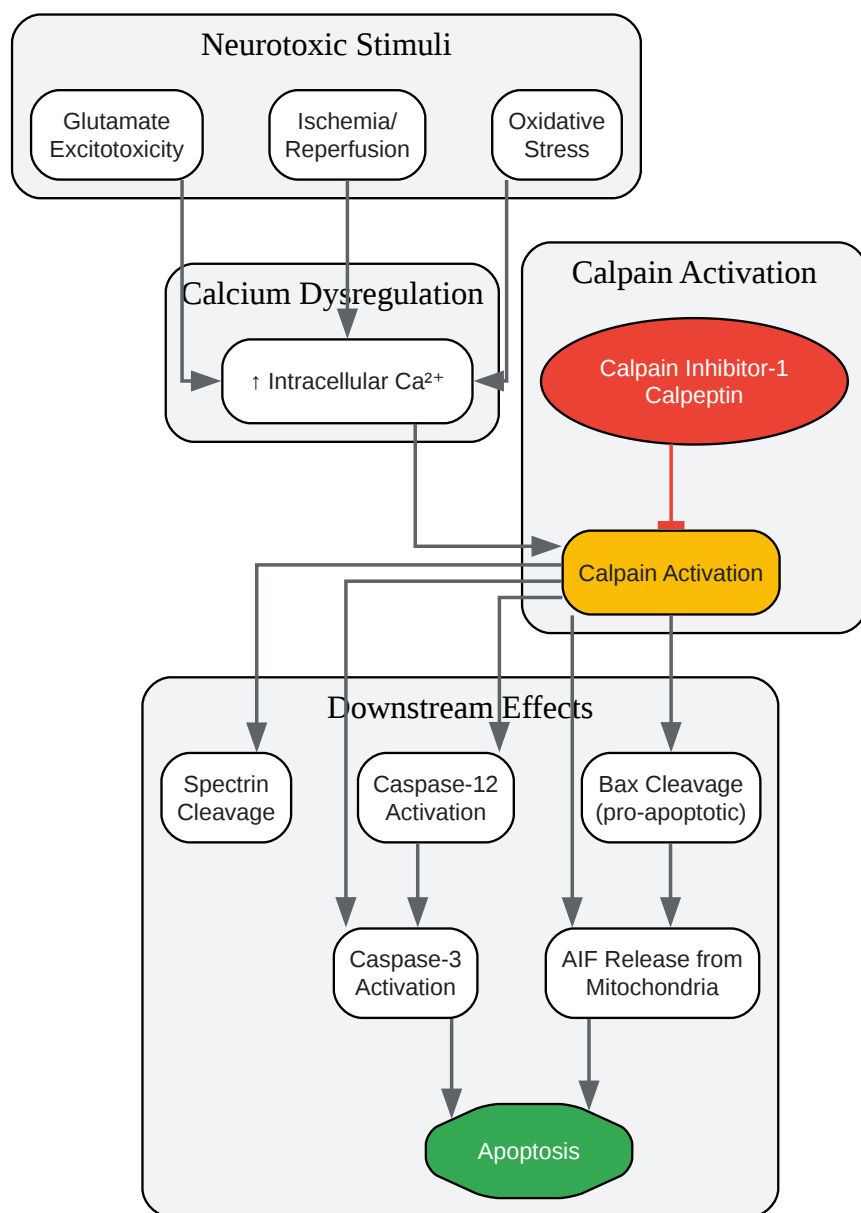 Neurotoxic Stimuli
Glutamate
Excitotoxicity
Ischemia/
Reperfusion
Oxidative
Stress
Calcium Dysregulation
↑ Intracellular Ca²⁺
Calpain Activation
Calpain Inhibitor-1
Calpeptin
Calpain Activation
Downstream Effects
Spectrin
Cleavage
Caspase-12
Activation
Bax Cleavage
(pro-apoptotic)
Caspase-3
Activation
AIF Release from
Mitochondria
Apoptosis